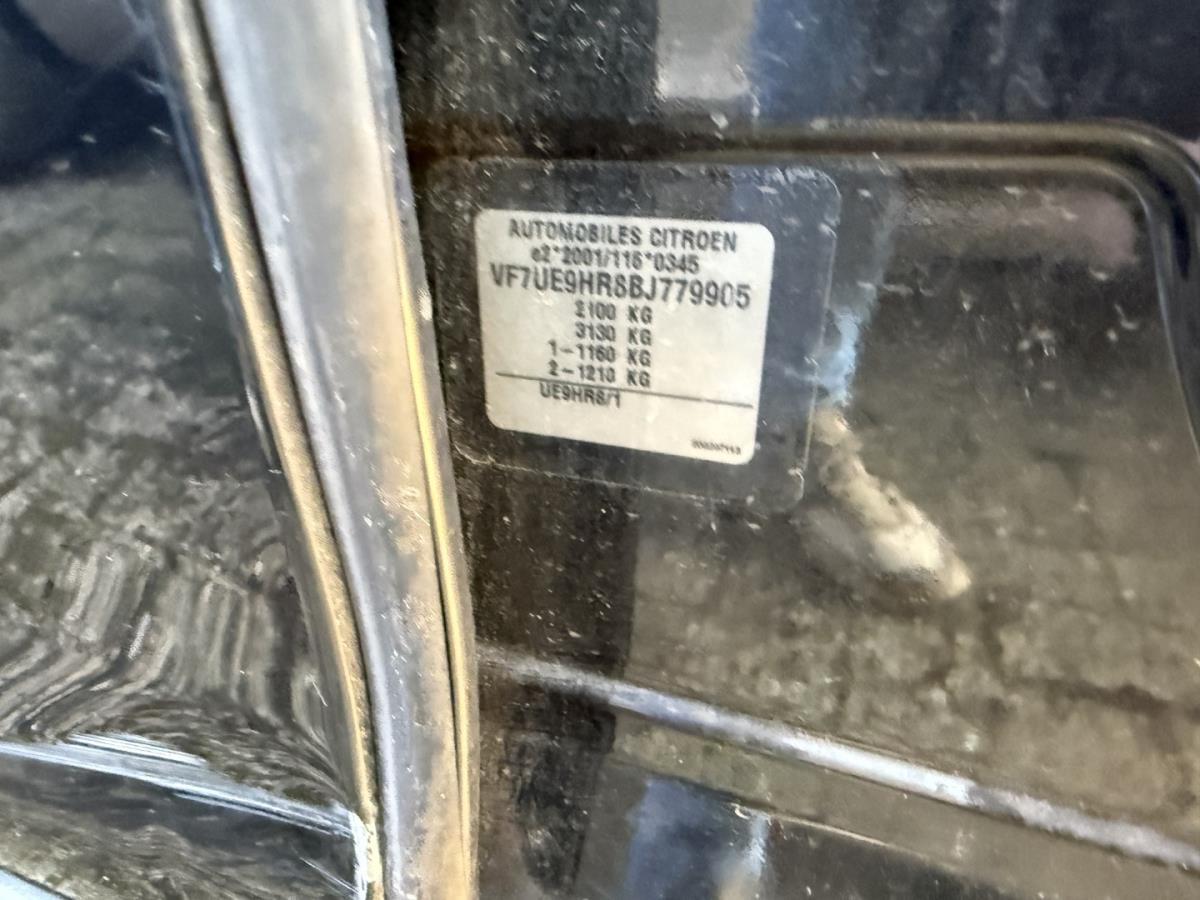 AUTOMOBILES CITROEN
e2*2001/116*0345
VF7UE9HR8BJ779905
2100 KG
3130 KG
1-1160 KG
2-1210 KG
UE9HR8/1